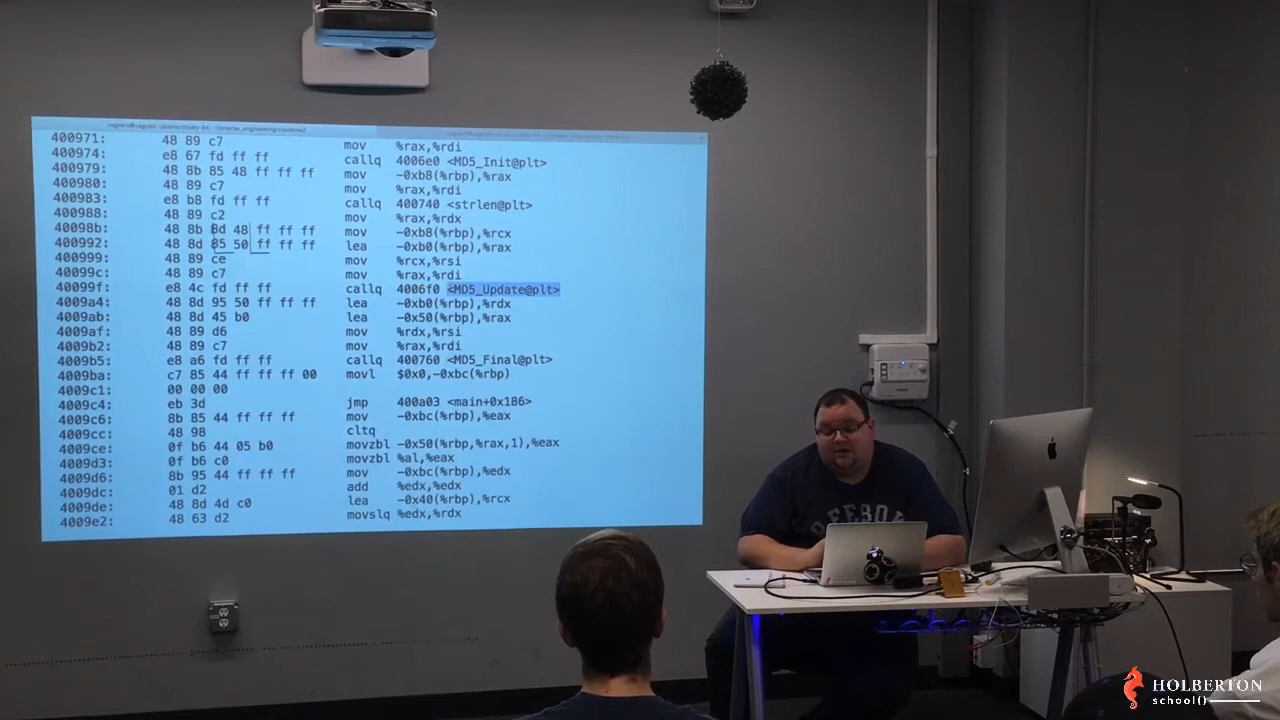 400971: 48 89 c7 mov %rax,%rdi
400974: e8 67 fd ff ff callq 4006e0 <MD5_Init@plt>
400979: 48 8b 85 48 ff ff ff mov -0xb8(%rbp),%rax
400980: 48 89 c7 mov %rax,%rdi
400983: e8 b8 fd ff ff callq 400740 <strlen@plt>
400988: 48 89 c2 mov %rax,%rdx
40098b: 48 8b 8d 48 ff ff ff mov -0xb8(%rbp),%rcx
400992: 48 8d 85 50 ff ff ff lea -0xb0(%rbp),%rax
400999: 48 89 ce mov %rcx,%rsi
40099c: 48 89 c7 mov %rax,%rdi
40099f: e8 4c fd ff ff callq 4006f0 <MD5_Update@plt>
4009a4: 48 8d 95 50 ff ff ff lea -0xb0(%rbp),%rdx
4009ab: 48 8d 45 b0 lea -0x50(%rbp),%rax
4009af: 48 89 d6 mov %rdx,%rsi
4009b2: 48 89 c7 mov %rax,%rdi
4009b5: e8 a6 fd ff ff callq 400760 <MD5_Final@plt>
4009ba: c7 85 44 ff ff ff 00 movl $0x0,-0xbc(%rbp)
4009c1: 00 00 00
4009c4: eb 3d jmp 400a03 <main+0x186>
4009c6: 8b 85 44 ff ff ff mov -0xbc(%rbp),%eax
4009cc: 48 98 cltq
4009ce: 0f b6 44 05 b0 movzbl -0x50(%rbp,%rax,1),%eax
4009d3: 0f b6 c0 movzbl %al,%eax
4009d6: 8b 95 44 ff ff ff mov -0xbc(%rbp),%edx
4009dc: 01 d2 add %edx,%edx
4009de: 48 8d 4d c0 lea -0x40(%rbp),%rcx
4009e2: 48 63 d2 movslq %edx,%rdx
HOLBERTON
school()